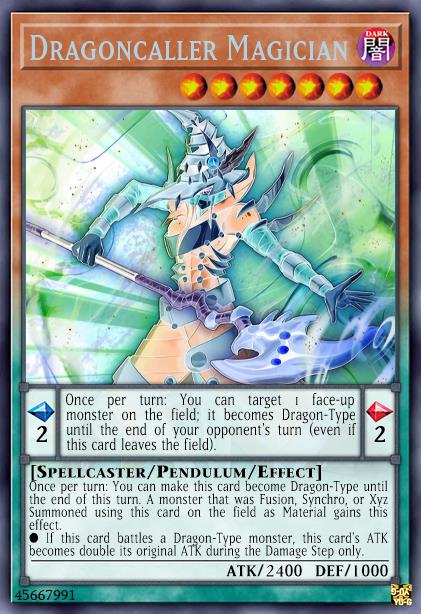 Dragoncaller Magician
DARK
闇
Once per turn: You can target 1 face-up
monster on the field; it becomes Dragon-Type
until the end of your opponent's turn (even if
this card leaves the field).
2
2
[Spellcaster/Pendulum/Effect]
Once per turn: You can make this card become Dragon-Type until
the end of this turn. A monster that was Fusion, Synchro, or Xyz
Summoned using this card on the field as Material gains this
effect.
● If this card battles a Dragon-Type monster, this card's ATK
becomes double its original ATK during the Damage Step only.
ATK/2400 DEF/1000
45667991